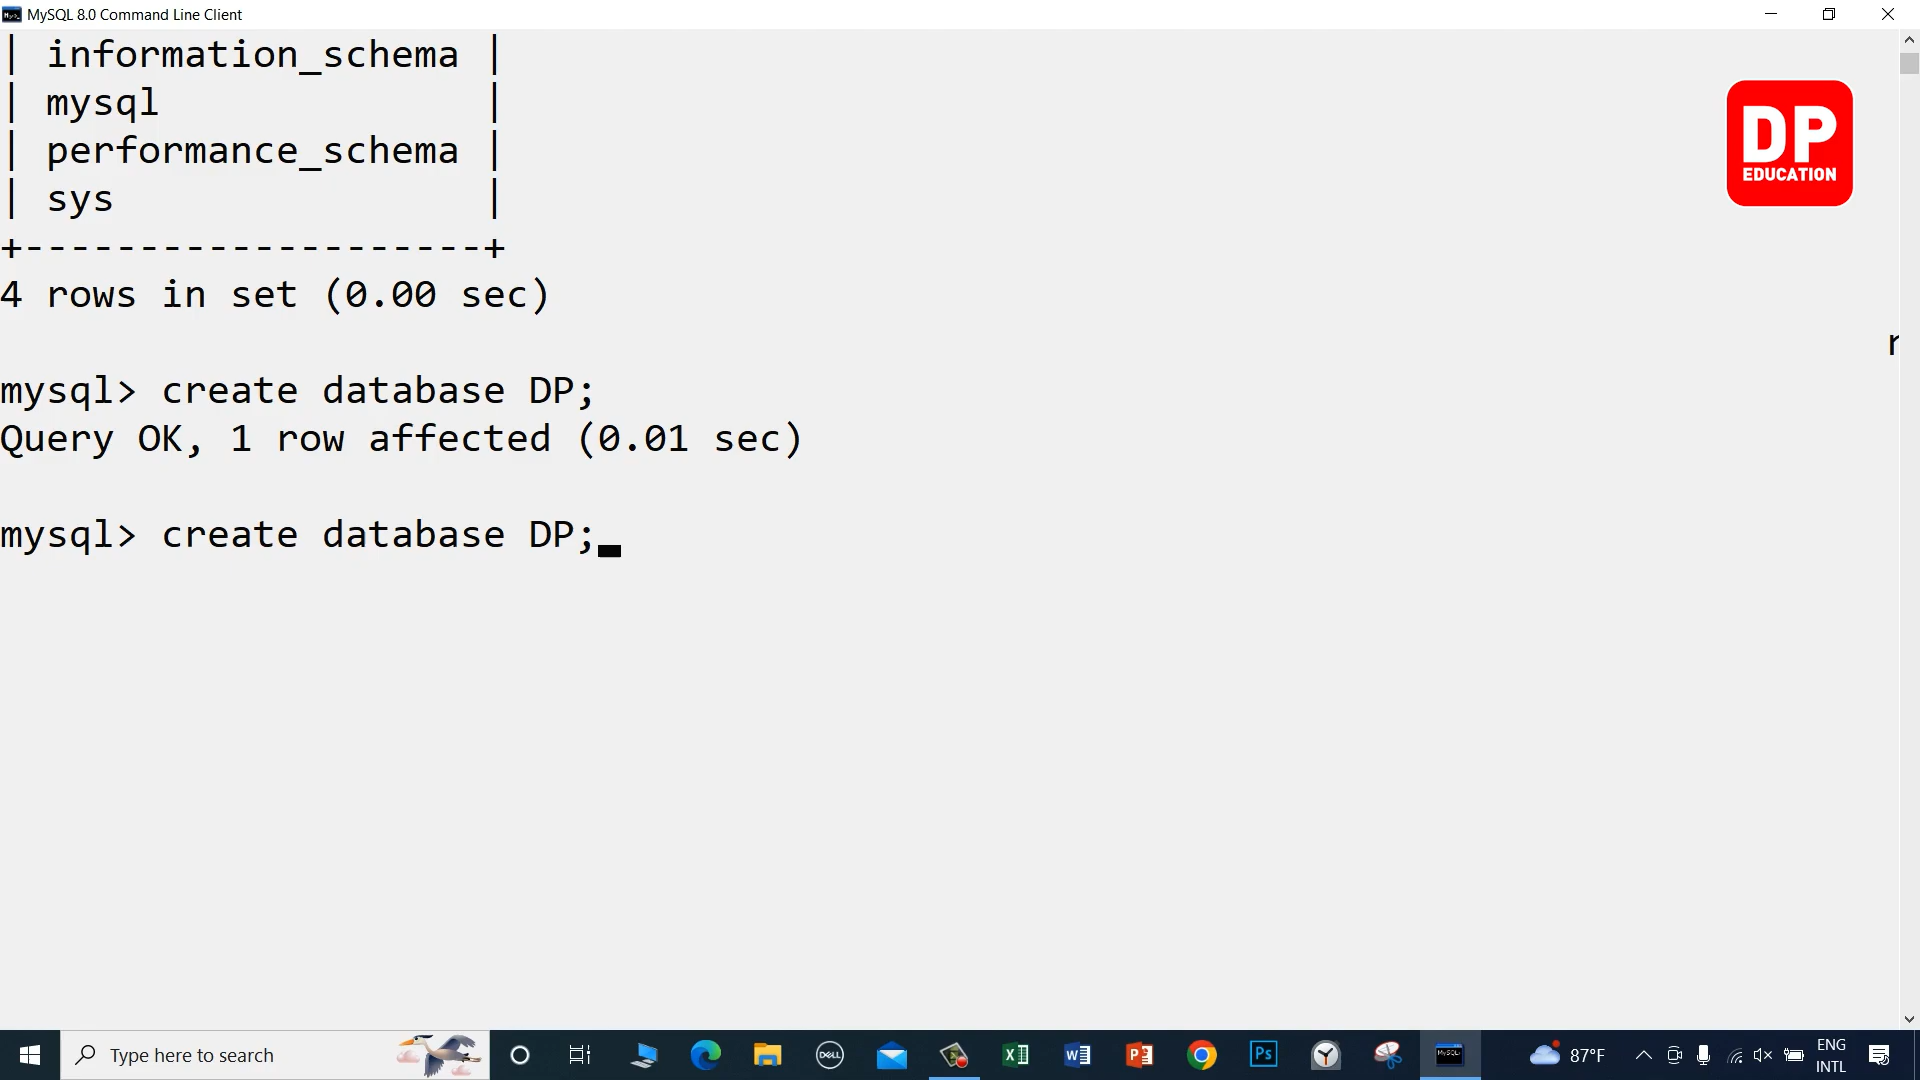 MySQL 8.0 Command Line Client
| information_schema |
| mysql              |
| performance_schema |
| sys                |
+--------------------+
4 rows in set (0.00 sec)
r
mysql> create database DP;
Query OK, 1 row affected (0.01 sec)
mysql> create database DP;
DP
EDUCATION
Type here to search
DELL
87°F
ENG
INTL